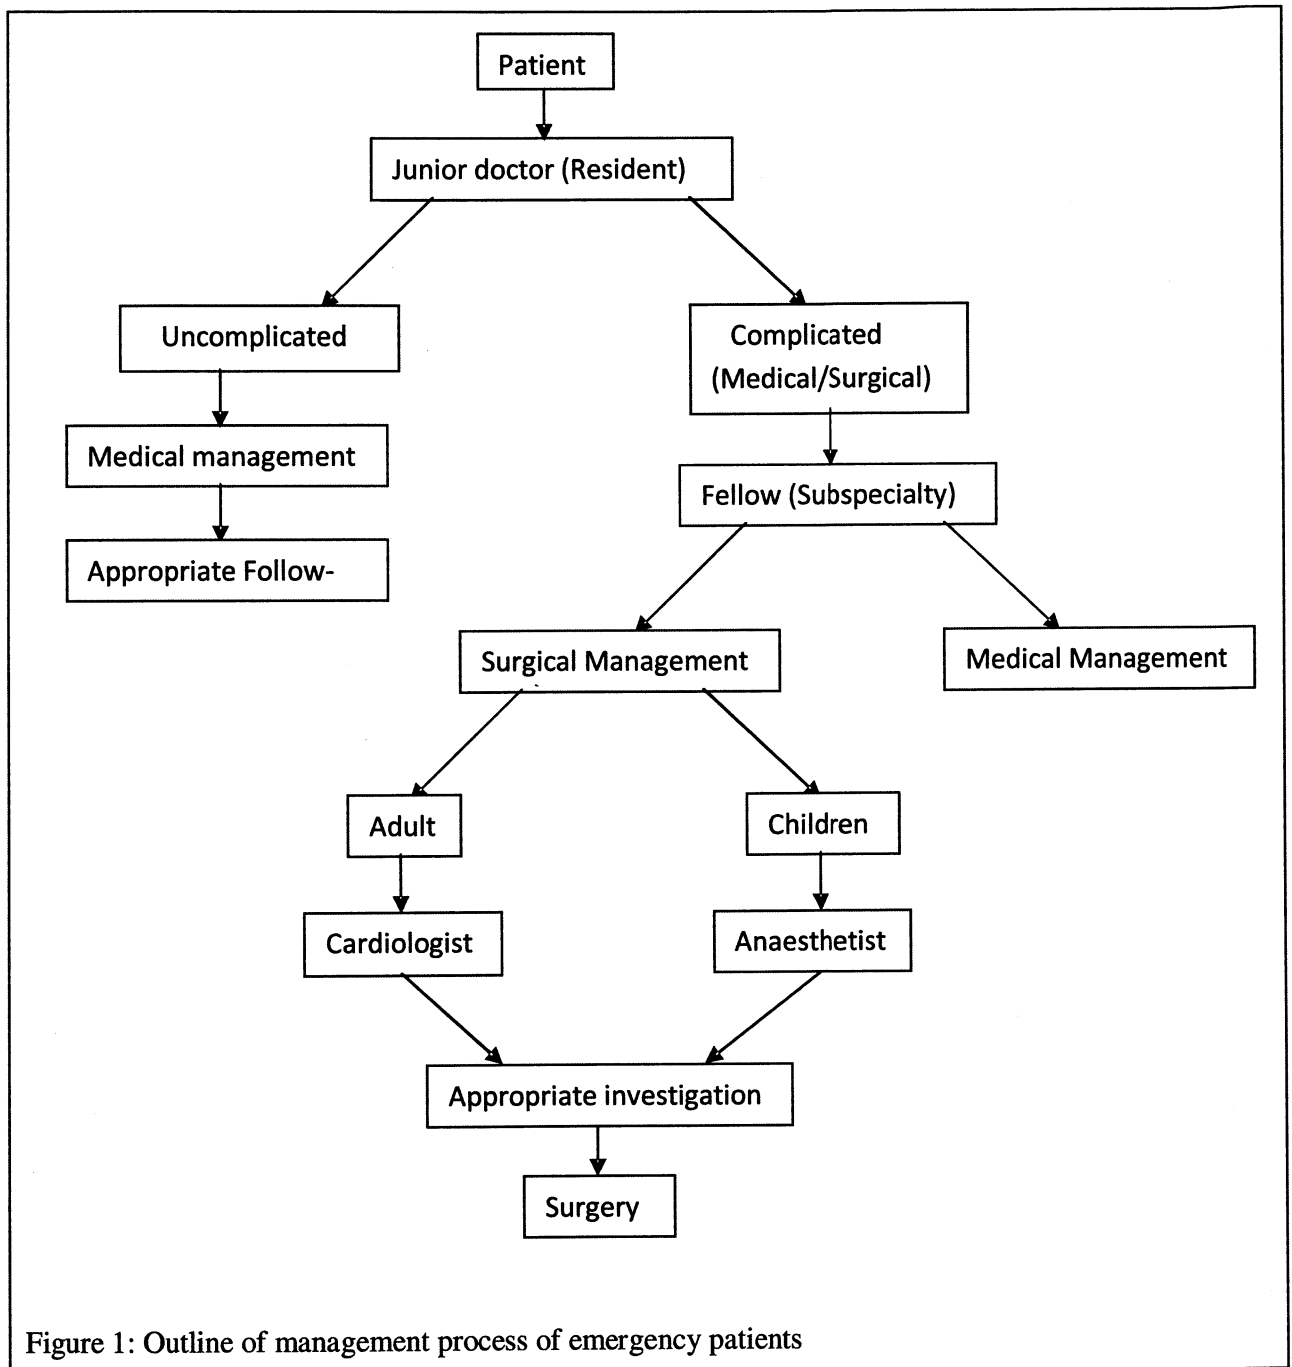 Patient
Junior doctor (Resident)
Uncomplicated
Complicated
(Medical/Surgical)
Medical management
Fellow (Subspecialty)
Appropriate Follow-
Surgical Management
Medical Management
Adult
Children
Cardiologist
Anaesthetist
Appropriate investigation
Surgery
Figure 1: Outline of management process of emergency patients